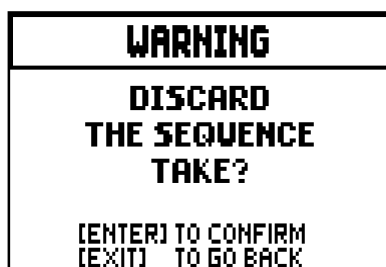 WARNING
DISCARD
THE SEQUENCE
TAKE?
[ENTER] TO CONFIRM
[EXIT] TO GO BACK